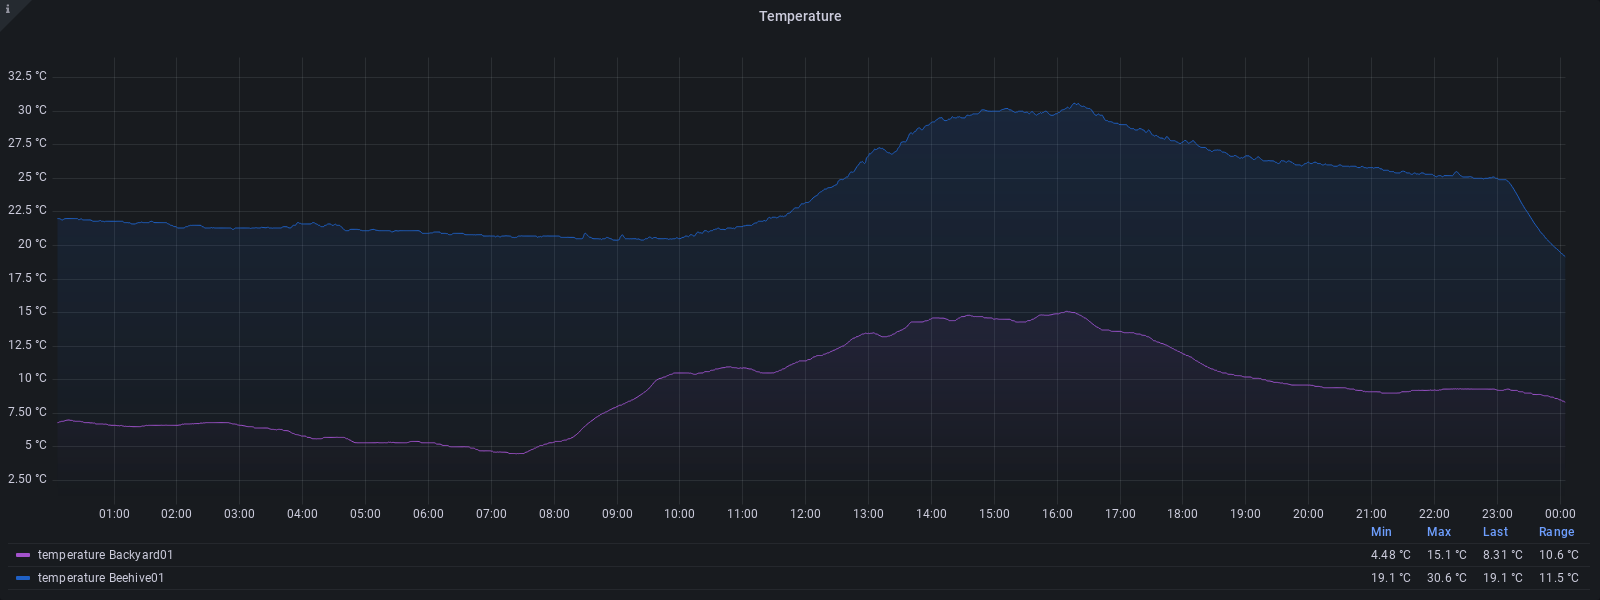 i
Temperature
32.5 °C
30 °C
27.5 °C
25 °C
22.5 °C
20 °C
17.5 °C
15 °C
12.5 °C
10 °C
7.50 °C
5 °C
2.50 °C
01:00 02:00 03:00 04:00 05:00 06:00 07:00 08:00 09:00 10:00 11:00 12:00 13:00 14:00 15:00 16:00 17:00 18:00 19:00 20:00 21:00 22:00 23:00 00:00
Min Max Last Range
temperature Backyard01 4.48 °C 15.1 °C 8.31 °C 10.6 °C
temperature Beehive01 19.1 °C 30.6 °C 19.1 °C 11.5 °C